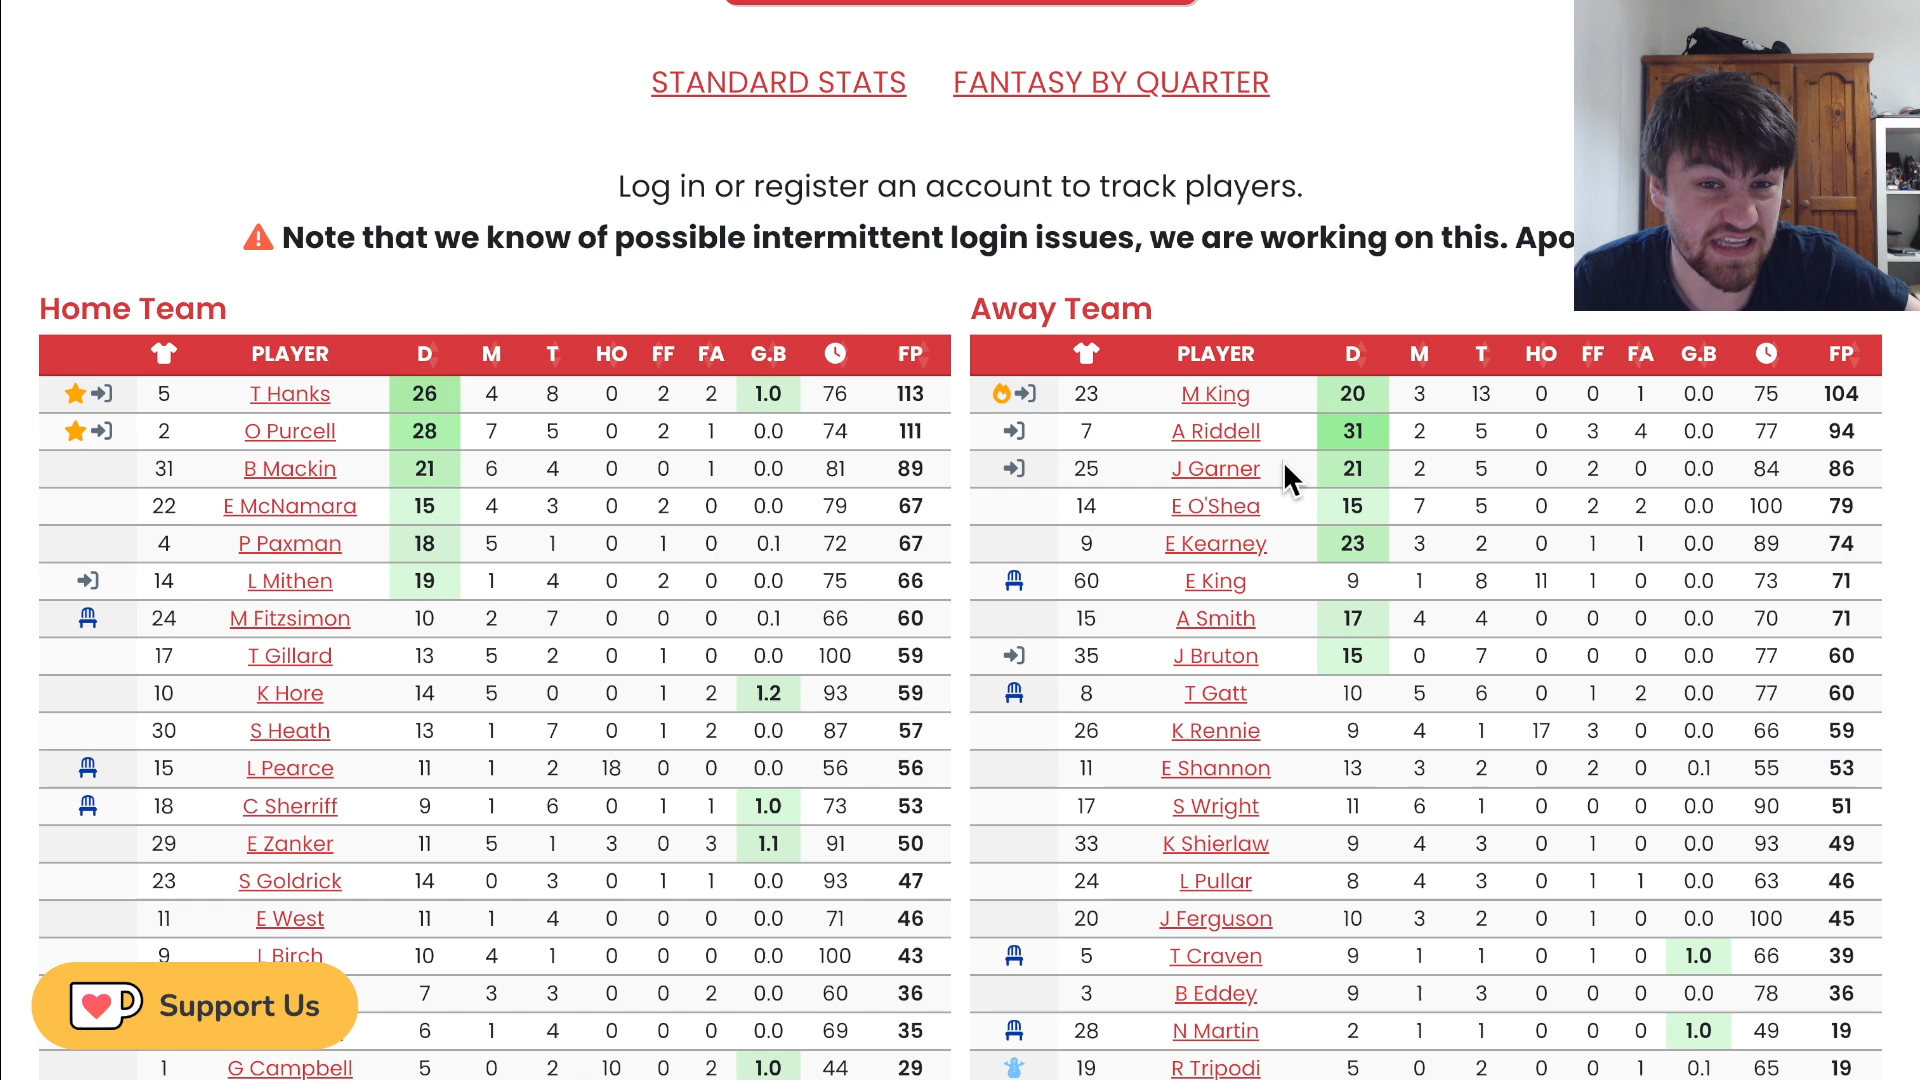 STANDARD STATS FANTASY BY QUARTER
Log in or register an account to track players.
Note that we know of possible intermittent login issues, we are working on this. Apo
Home Team
PLAYER D M T HO FF FA G.B FP
5 T Hanks 26 4 8 0 2 2 1.0 76 113
2 O Purcell 28 7 5 0 2 1 0.0 74 111
31 B Mackin 21 6 4 0 0 1 0.0 81 89
22 E McNamara 15 4 3 0 2 0 0.0 79 67
4 P Paxman 18 5 1 0 1 0 0.1 72 67
14 L Mithen 19 1 4 0 2 0 0.0 75 66
24 M Fitzsimon 10 2 7 0 0 0 0.1 66 60
17 T Gillard 13 5 2 0 1 0 0.0 100 59
10 K Hore 14 5 0 0 1 2 1.2 93 59
30 S Heath 13 1 7 0 1 2 0.0 87 57
15 L Pearce 11 1 2 18 0 0 0.0 56 56
18 C Sherriff 9 1 6 0 1 1 1.0 73 53
29 E Zanker 11 5 1 3 0 3 1.1 91 50
23 S Goldrick 14 0 3 0 1 1 0.0 93 47
11 E West 11 1 4 0 0 0 0.0 71 46
9 L Birch 10 4 1 0 0 0 0.0 100 43
7 3 3 0 0 2 0.0 60 36
6 1 4 0 0 0 0.0 69 35
1 G Campbell 5 0 2 10 0 2 1.0 44 29
Support Us
Away Team
PLAYER D M T HO FF FA G.B FP
23 M King 20 3 13 0 0 1 0.0 75 104
7 A Riddell 31 2 5 0 3 4 0.0 77 94
25 J Garner 21 2 5 0 2 0 0.0 84 86
14 E O'Shea 15 7 5 0 2 2 0.0 100 79
9 E Kearney 23 3 2 0 1 1 0.0 89 74
60 E King 9 1 8 11 1 0 0.0 73 71
15 A Smith 17 4 4 0 0 0 0.0 70 71
35 J Bruton 15 0 7 0 0 0 0.0 77 60
8 T Gatt 10 5 6 0 1 2 0.0 77 60
26 K Rennie 9 4 1 17 3 0 0.0 66 59
11 E Shannon 13 3 2 0 2 0 0.1 55 53
17 S Wright 11 6 1 0 0 0 0.0 90 51
33 K Shierlaw 9 4 3 0 1 0 0.0 93 49
24 L Pullar 8 4 3 0 1 1 0.0 63 46
20 J Ferguson 10 3 2 0 1 0 0.0 100 45
5 T Craven 9 1 1 0 1 0 1.0 66 39
3 B Eddey 9 1 3 0 0 0 0.0 78 36
28 N Martin 2 1 1 0 0 0 1.0 49 19
19 R Tripodi 5 0 2 0 0 1 0.1 65 19